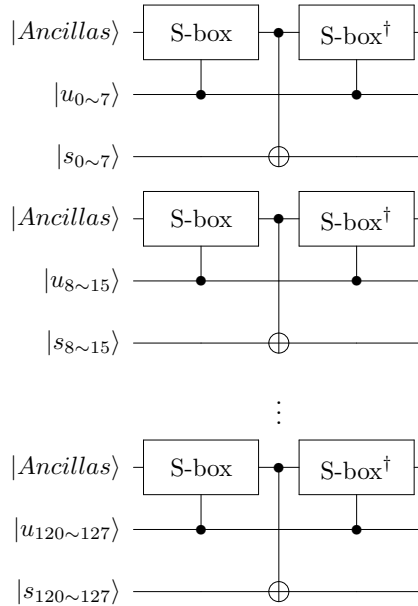 |Ancillas⟩ S-box S-box†
|u0∼7⟩
|s0∼7⟩
|Ancillas⟩ S-box S-box†
|u8∼15⟩
|s8∼15⟩
⋮
|Ancillas⟩ S-box S-box†
|u120∼127⟩
|s120∼127⟩